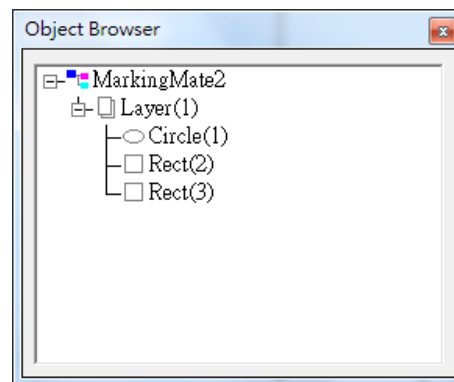 Object Browser
MarkingMate2
Layer(1)
Circle(1)
Rect(2)
Rect(3)